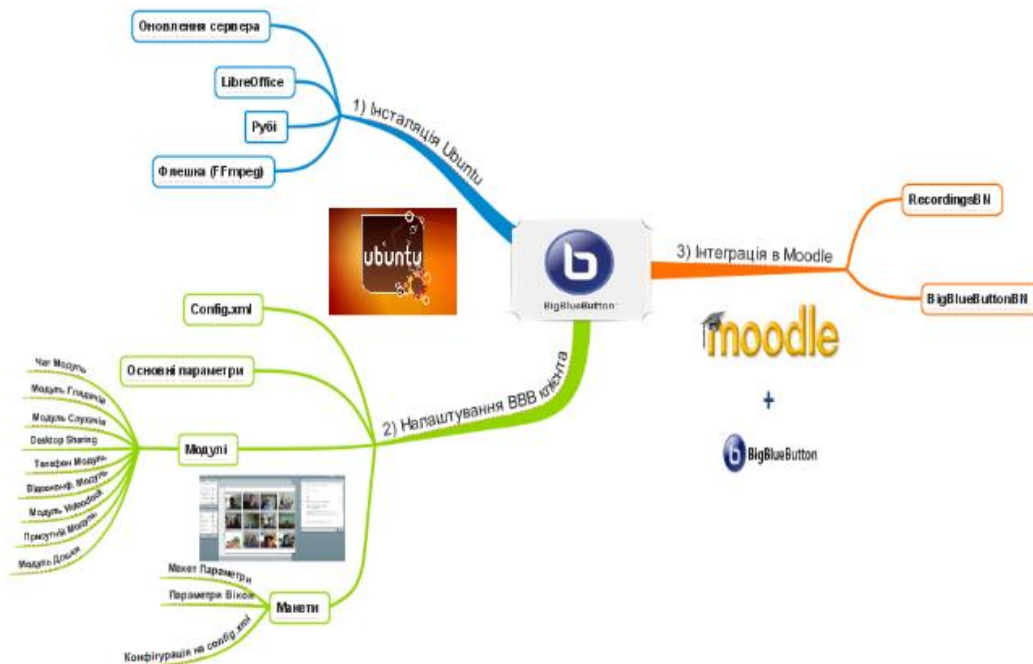 Оновлення сервера
LibreOffice
Рубі
Флешка (FFmpeg)
1) Інсталяція Ubuntu
ubuntu
b
BigBlueButton
3) Інтеграція в Moodle
RecordingsBN
BigBlueButtonBN
moodle
+
b BigBlueButton
2) Налаштування BBB клієнта
Config.xml
Основні параметри
Модулі
Чат Модуль
Модуль Глядачів
Модуль Слухачів
Desktop Sharing
Телефон Модуль
Відеоконф. Модуль
Модуль Videodock
Присутній Модуль
Модуль Дошки
Макети
Макет Параметри
Параметри Вікон
Конфігурація на config.xml